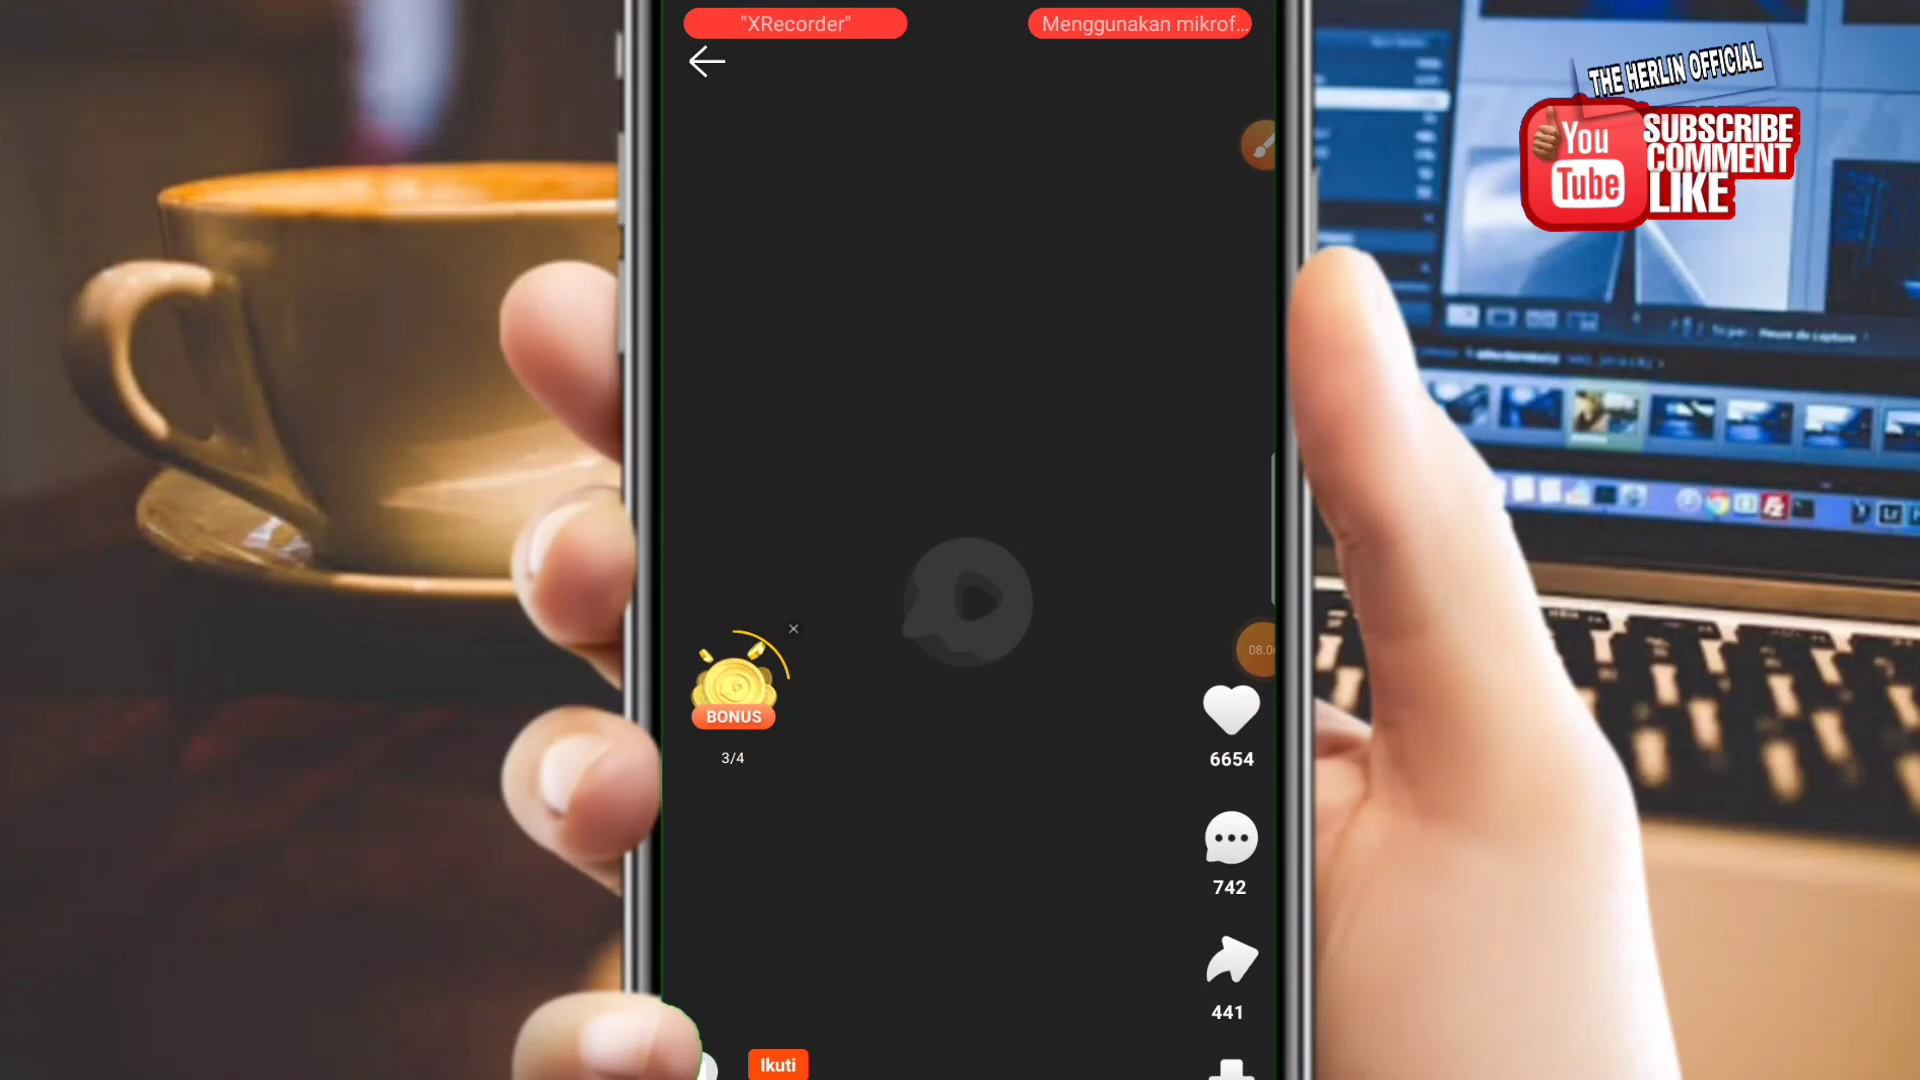 "XRecorder"
Menggunakan mikrof...
THE HERLIN OFFICIAL
You
Tube
SUBSCRIBE
COMMENT
LIKE
BONUS
3/4
6654
742
441
Ikuti